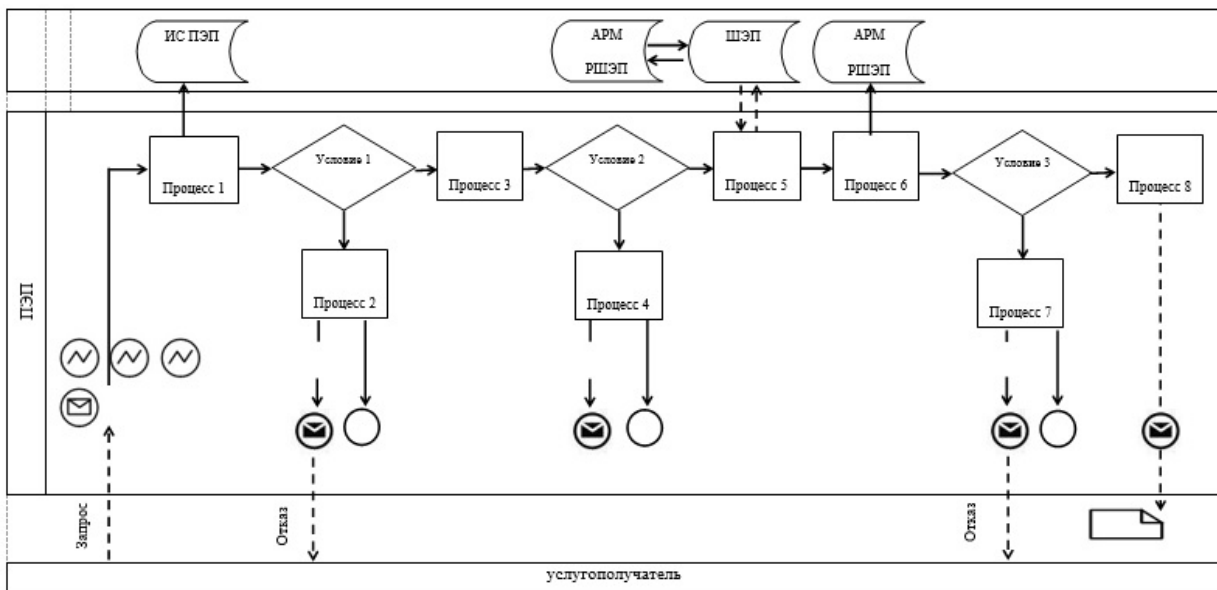 ИС ПЭП
АРМ
РШЭП
ШЭП
АРМ
РШЭП
ПЭП
Процесс 1
Условие 1
Процесс 3
Условие 2
Процесс 5
Процесс 6
Условие 3
Процесс 8
Процесс 2
Процесс 4
Процесс 7
Запрос
Отказ
Отказ
услугополучатель